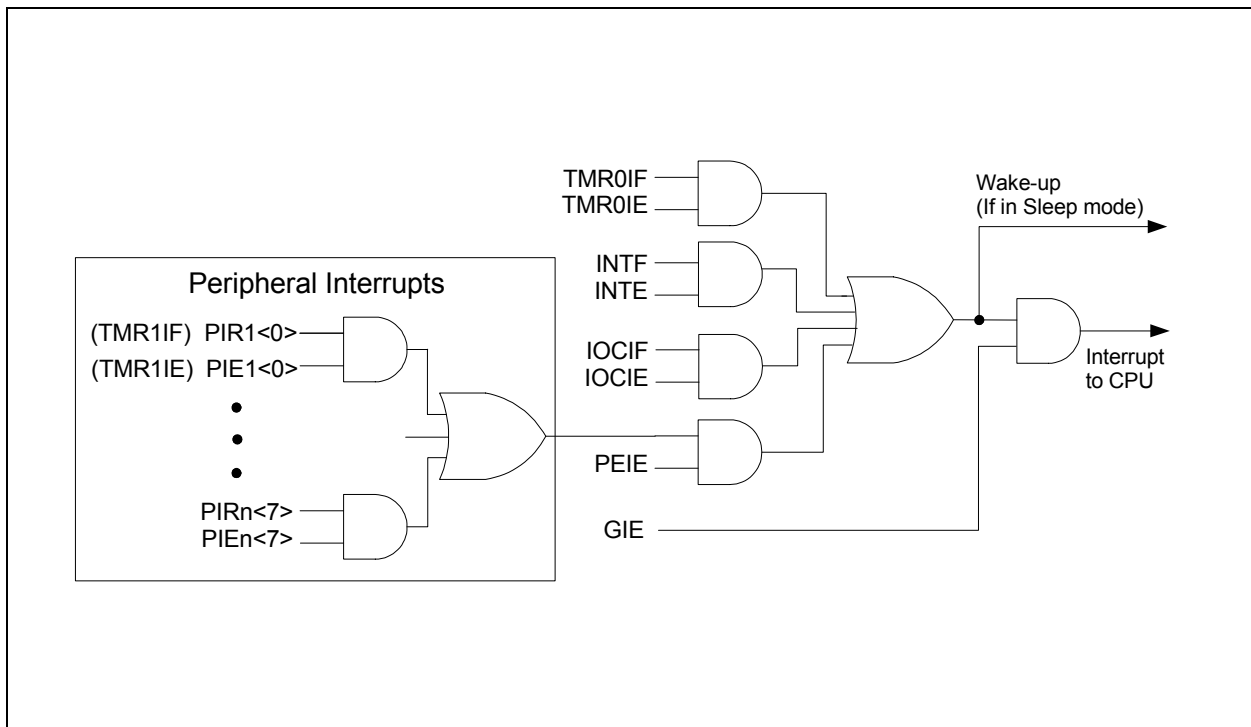 TMR0IF
TMR0IE
Wake-up
(If in Sleep mode)
INTF
INTE
Peripheral Interrupts
(TMR1IF) PIR1<0>
(TMR1IE) PIE1<0>
IOCIF
IOCIE
Interrupt
to CPU
PEIE
PIRn<7>
PIEn<7>
GIE